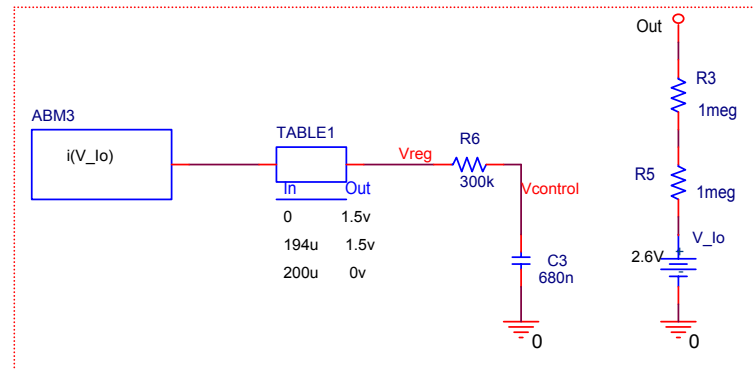 Out
R3
1meg
ABM3
i(V_Io)
TABLE1
In Out
0 1.5v
194u 1.5v
200u 0v
Vreg
R6
300k
Vcontrol
C3
680n
0
R5
1meg
V_Io
2.6V
0